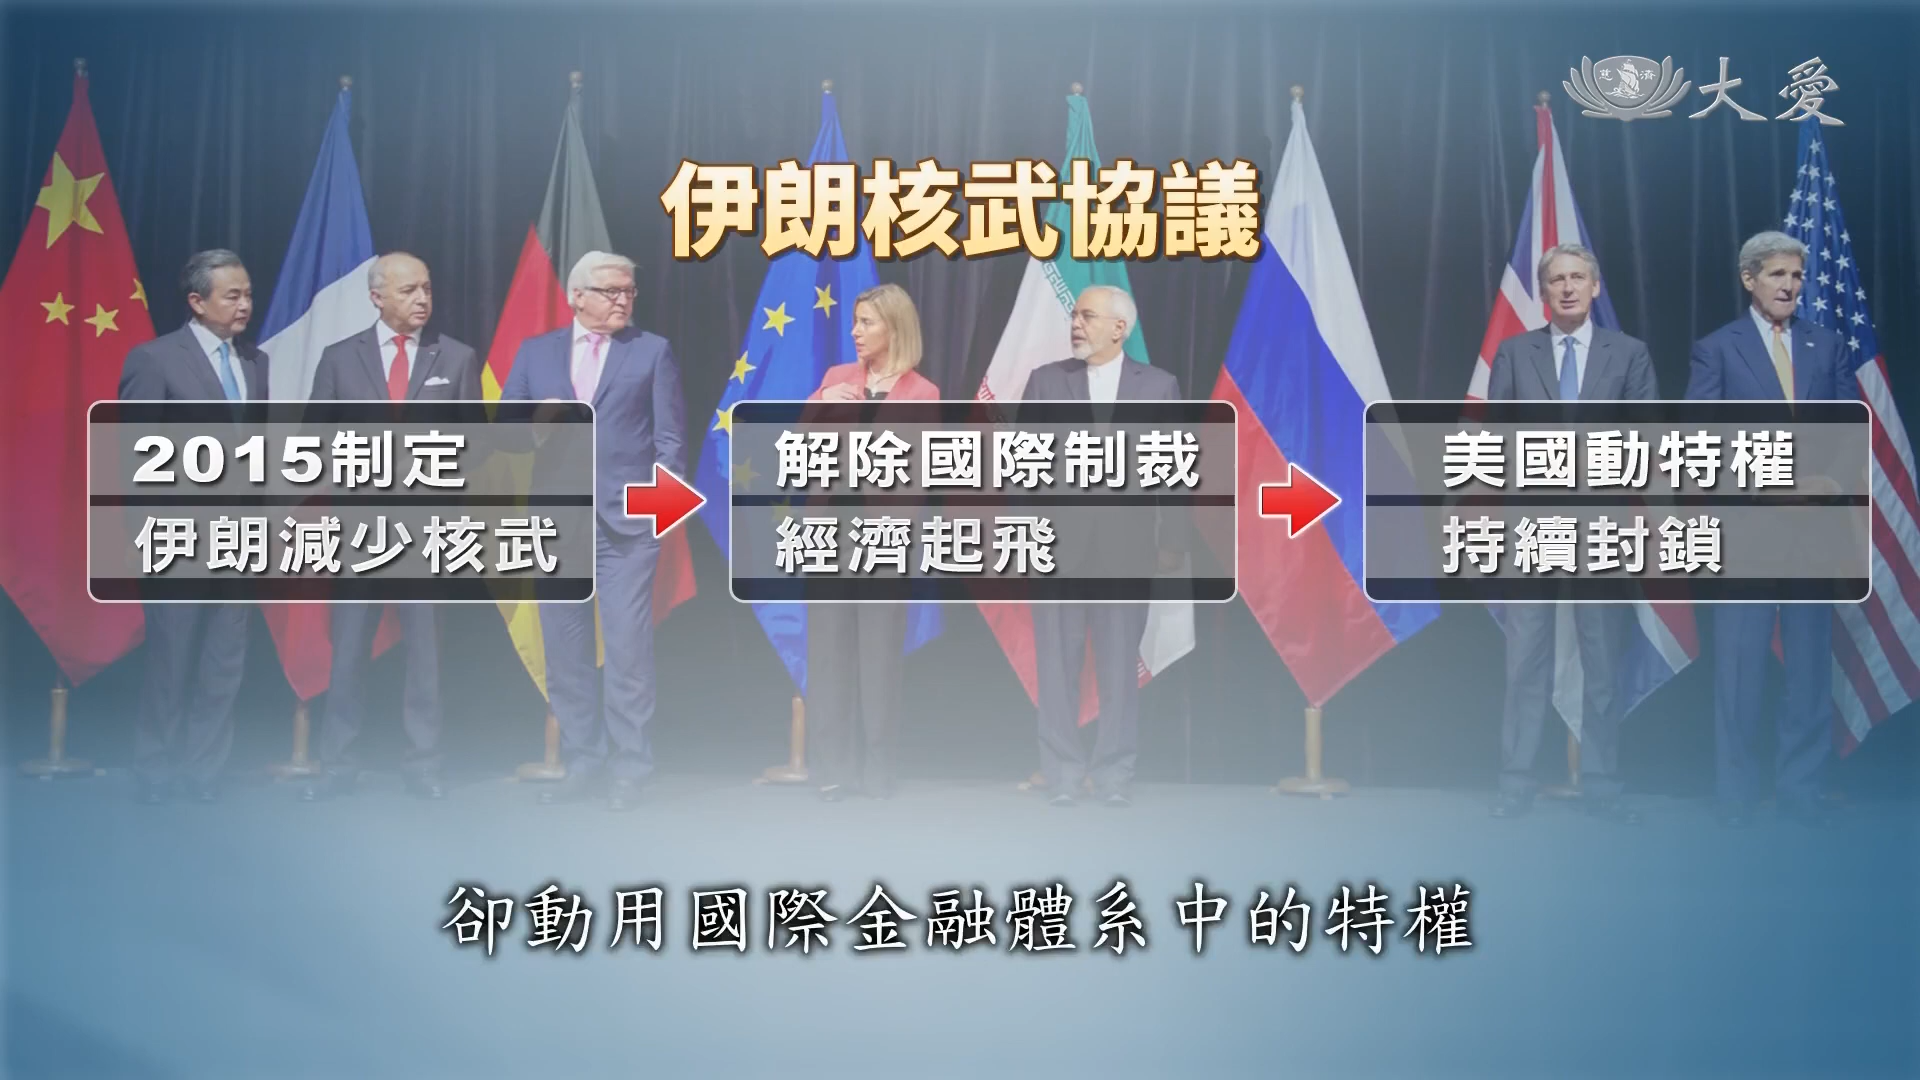 慈濟 大愛
伊朗核武協議
2015制定
伊朗減少核武
解除國際制裁
經濟起飛
美國動特權
持續封鎖
卻動用國際金融體系中的特權